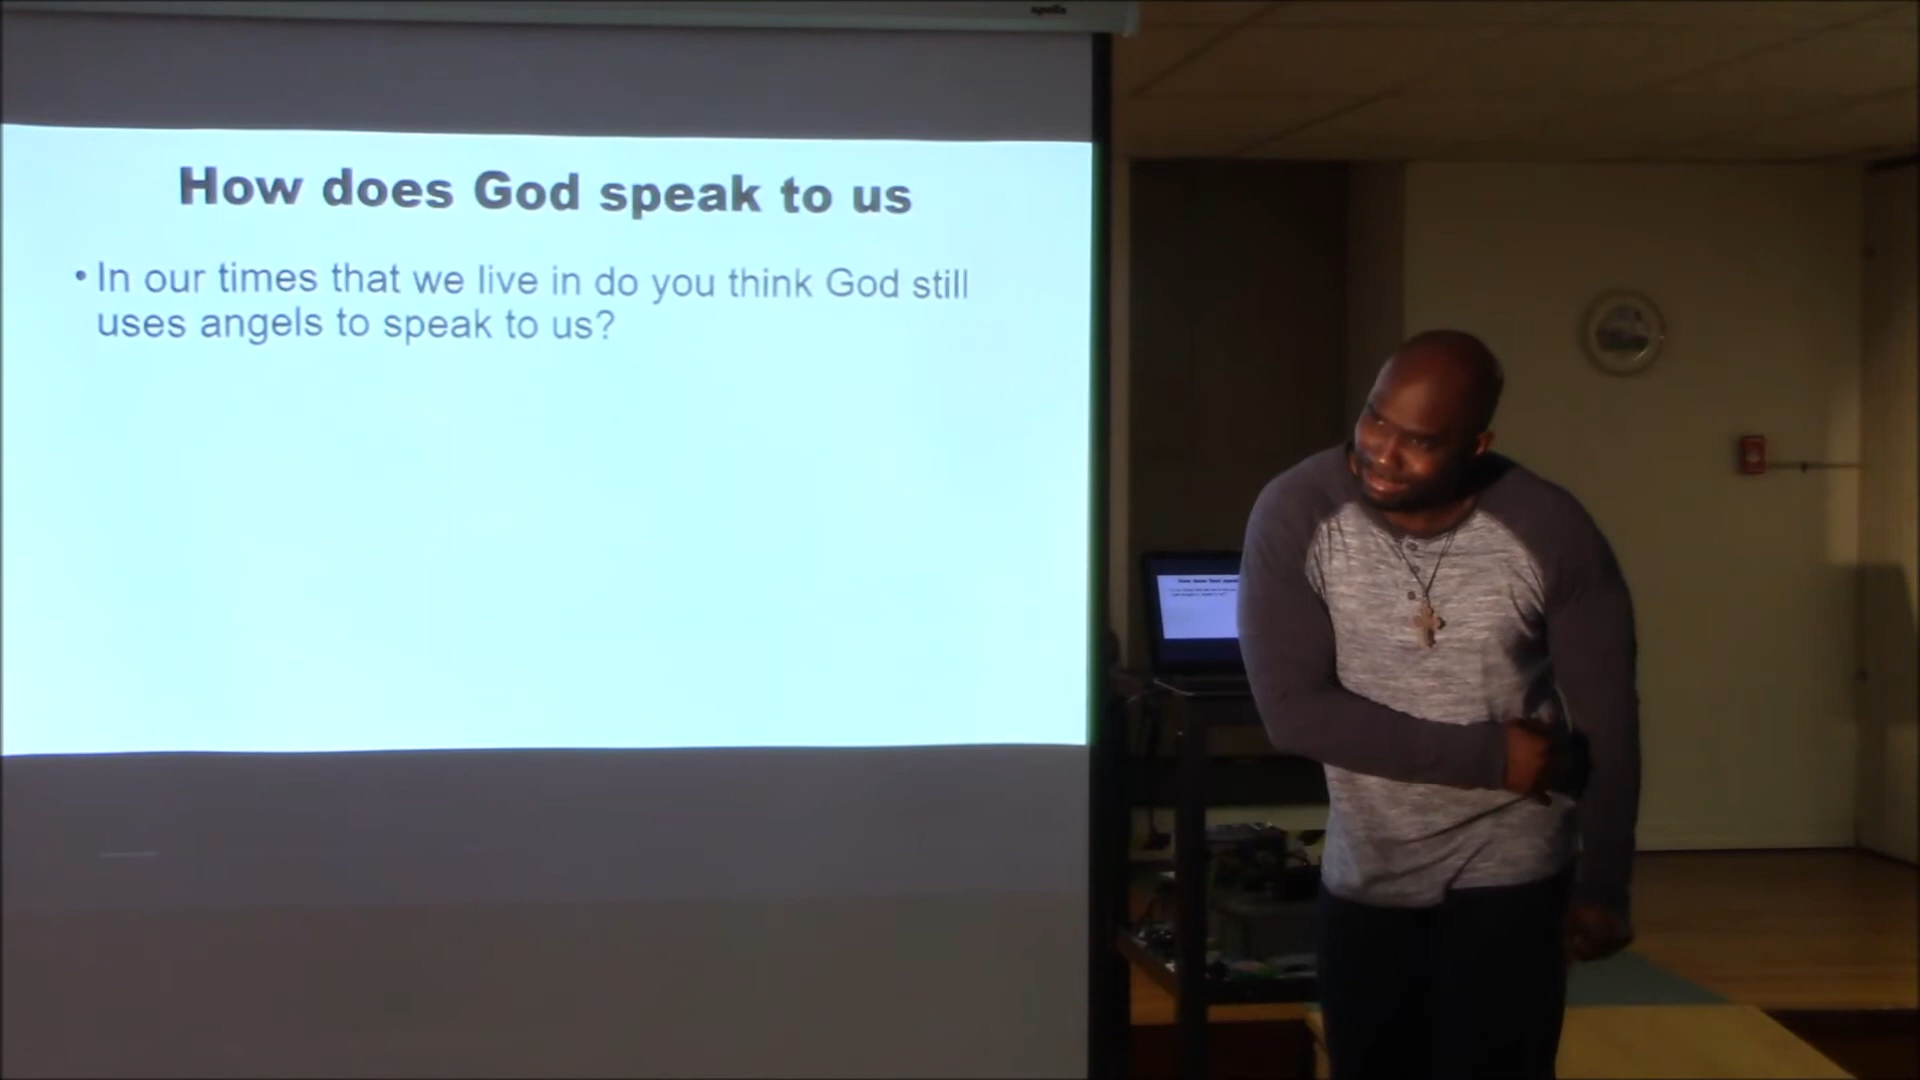 apollo
How does God speak to us
• In our times that we live in do you think God still
uses angels to speak to us?